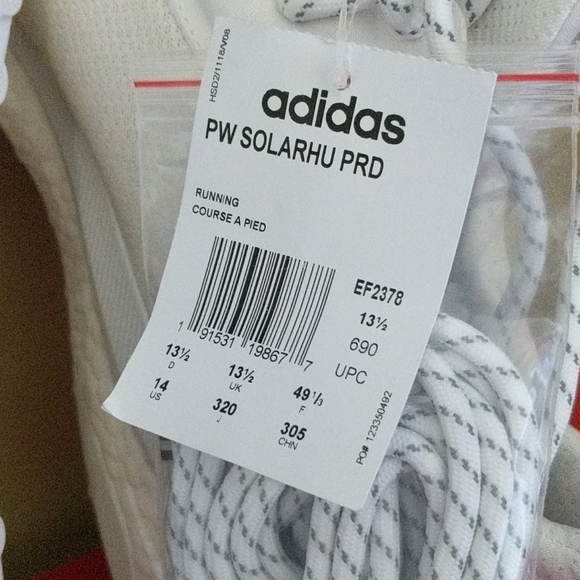 HSD2/1118/V08
adidas
PW SOLARHU PRD
RUNNING
COURSE A PIED
EF2378
13½
690
UPC
1 91531 19867 7
13½ 13½ 49⅓
D UK F
14 320 305
US J CHN
PO# 123350492